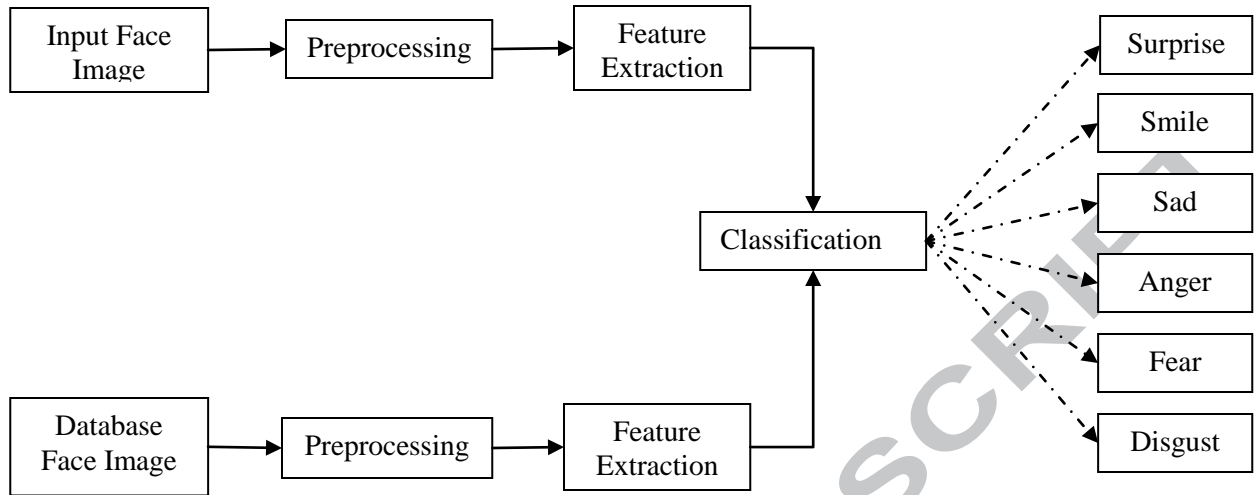 Input Face
Image
Preprocessing
Feature
Extraction
Classification
Database
Face Image
Preprocessing
Feature
Extraction
Surprise
Smile
Sad
Anger
Fear
Disgust
SCRIPT